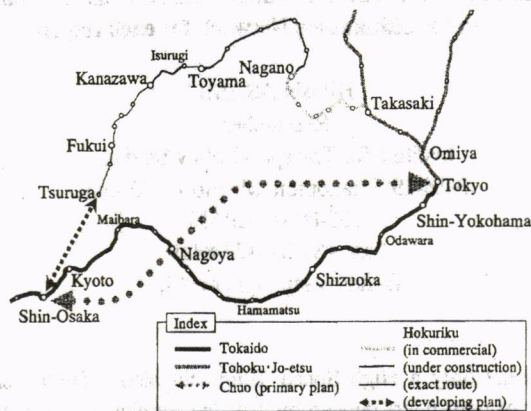 Isurugi
Kanazawa
Toyama
Nagano
Takasaki
Fukui
Omiya
Tsuruga
Tokyo
Maibara
Shin-Yokohama
Odawara
Nagoya
Kyoto
Shizuoka
Shin-Osaka
Hamamatsu
Index
Tokaido
Tohoku·Jo-etsu
Chuo (primary plan)
Hokuriku
(in commercial)
(under construction)
(exact route)
(developing plan)